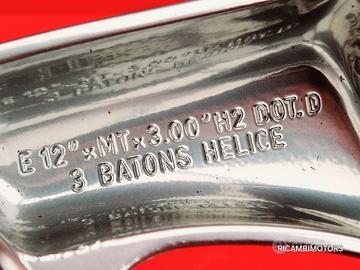 E 12" x MT x 3.00" H2 DOT. D
3 BATONS HELICE
RICAMBIMOTORS